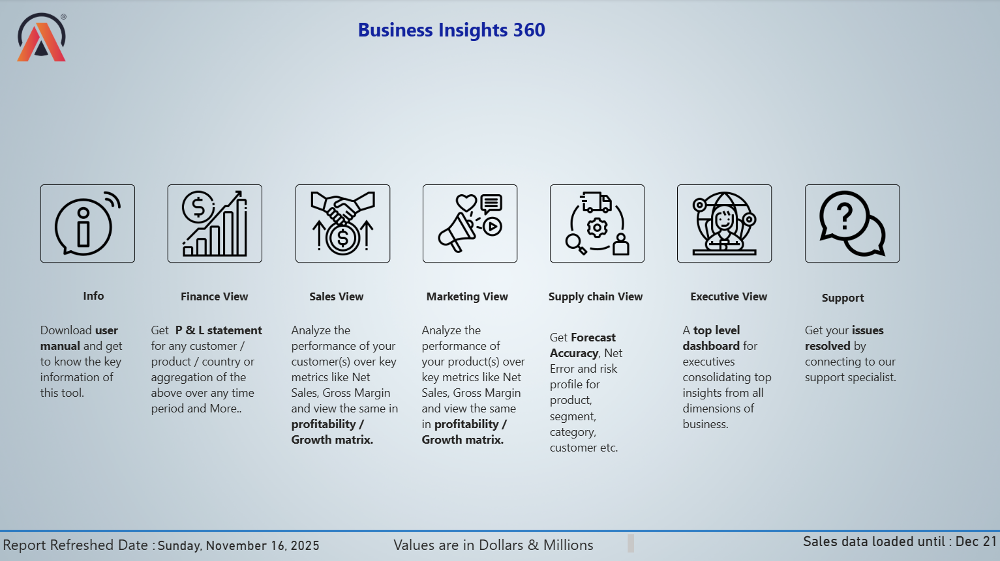 ®
Business Insights 360
Info
Download user
manual and get
to know the key
information of
this tool.
Finance View
Get  P & L statement
for any customer /
product / country or
aggregation of the
above over any time
period and More..
Sales View
Analyze the
performance of your
customer(s) over key
metrics like Net
Sales, Gross Margin
and view the same in
profitability /
Growth matrix.
Marketing View
Analyze the
performance of
your product(s) over
key metrics like Net
Sales, Gross Margin
and view the same
in profitability /
Growth matrix.
Supply chain View
Get Forecast
Accuracy, Net
Error and risk
profile for
product,
segment,
category,
customer etc.
Executive View
A top level
dashboard for
executives
consolidating top
insights from all
dimensions of
business.
Support
Get your issues
resolved by
connecting to our
support specialist.
Report Refreshed Date : Sunday, November 16, 2025
Values are in Dollars & Millions
Sales data loaded until : Dec 21